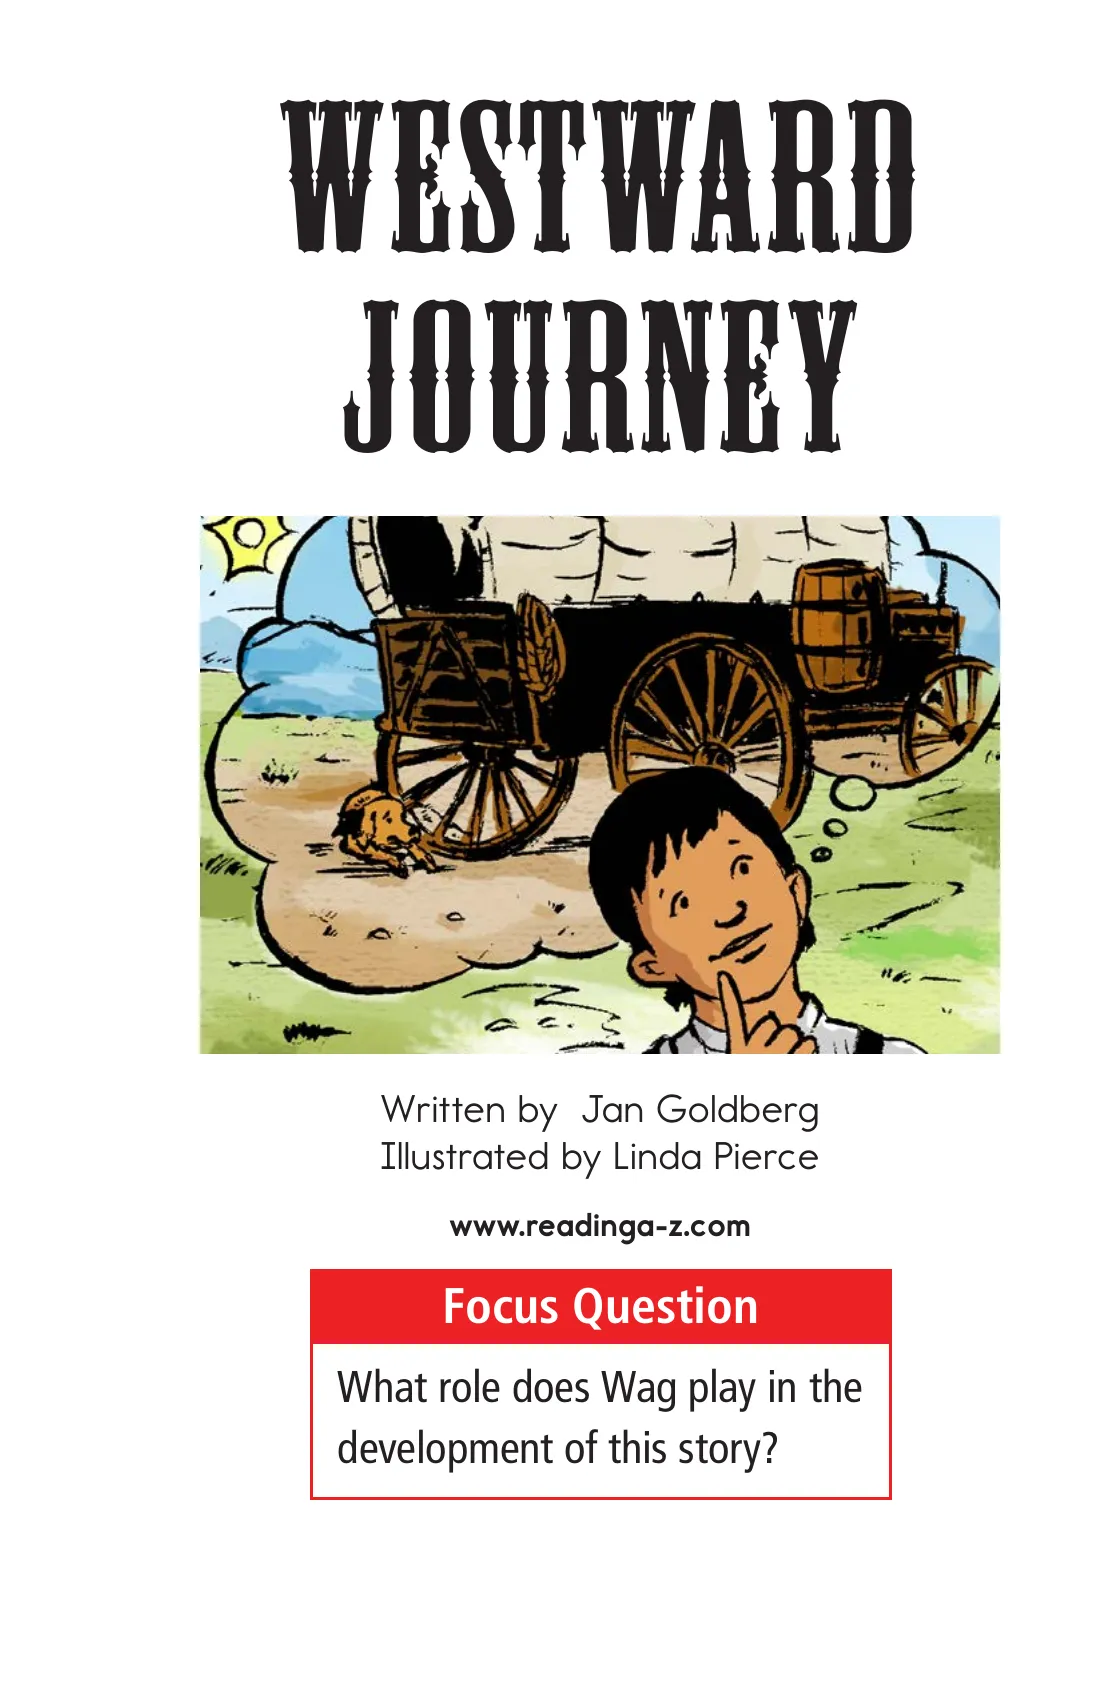 WESTWARD
JOURNEY
Written by Jan Goldberg
Illustrated by Linda Pierce
www.readinga-z.com
Focus Question
What role does Wag play in the
development of this story?